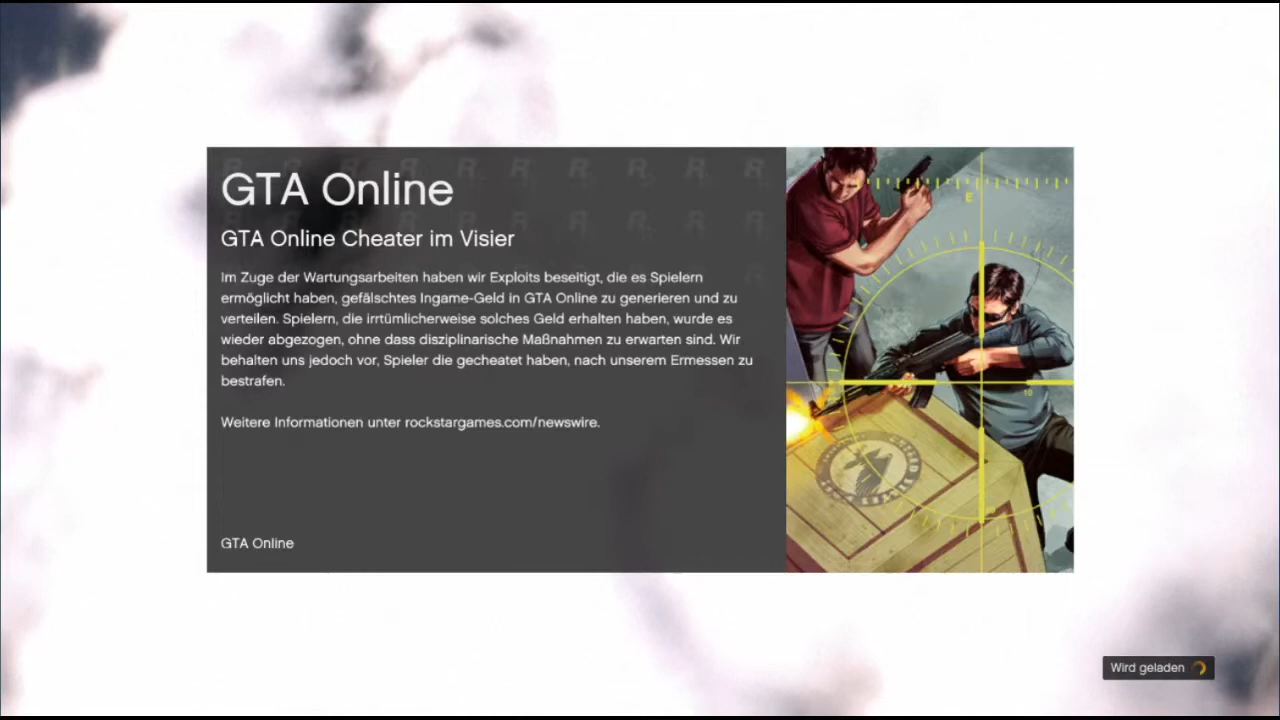 GTA Online
GTA Online Cheater im Visier
Im Zuge der Wartungsarbeiten haben wir Exploits beseitigt, die es Spielern
ermöglicht haben, gefälschtes Ingame-Geld in GTA Online zu generieren und zu
verteilen. Spielern, die irrtümlicherweise solches Geld erhalten haben, wurde es
wieder abgezogen, ohne dass disziplinarische Maßnahmen zu erwarten sind. Wir
behalten uns jedoch vor, Spieler die gecheatet haben, nach unserem Ermessen zu
bestrafen.
Weitere Informationen unter rockstargames.com/newswire.
GTA Online
E
10
Wird geladen